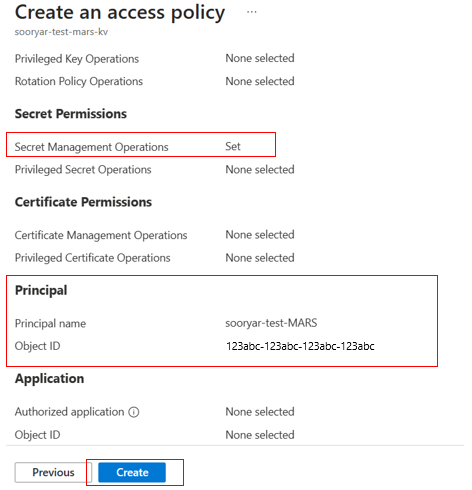 Create an access policy ...
sooryar-test-mars-kv
Privileged Key Operations None selected
Rotation Policy Operations None selected
Secret Permissions
Secret Management Operations Set
Privileged Secret Operations None selected
Certificate Permissions
Certificate Management Operations None selected
Privileged Certificate Operations None selected
Principal
Principal name sooryar-test-MARS
Object ID 123abc-123abc-123abc-123abc
Application
Authorized application None selected
Object ID None selected
Previous Create